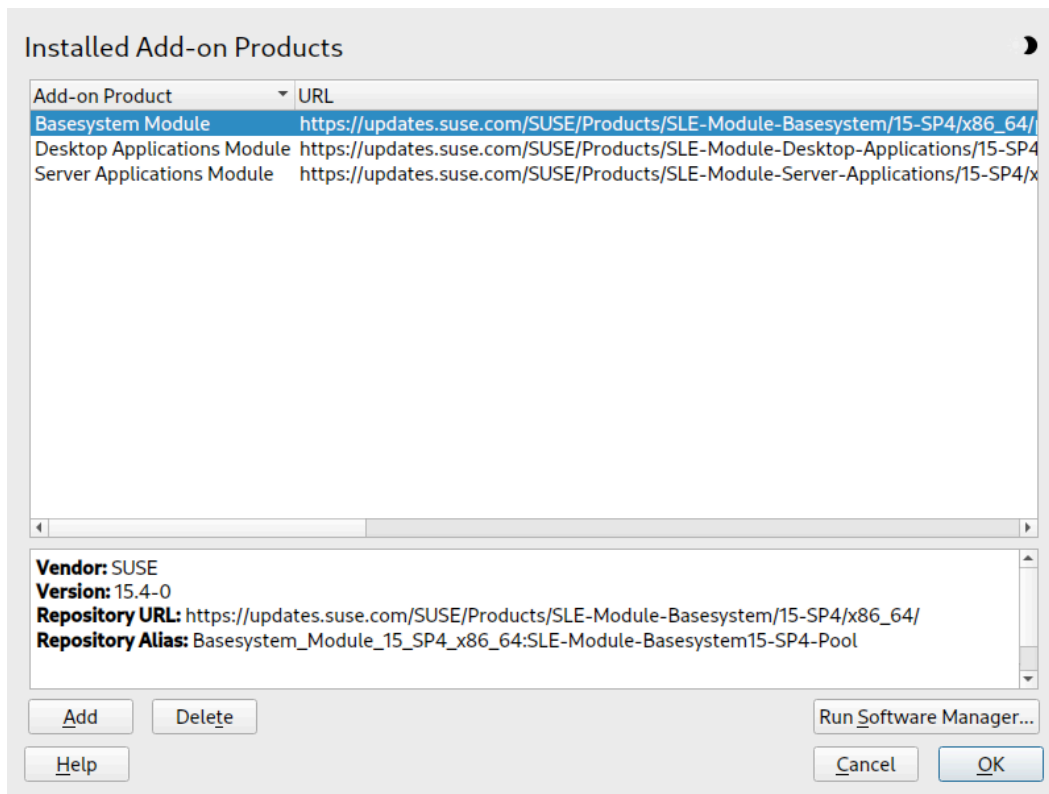 Installed Add-on Products
Add-on Product URL
Basesystem Module https://updates.suse.com/SUSE/Products/SLE-Module-Basesystem/15-SP4/x86_64/
Desktop Applications Module https://updates.suse.com/SUSE/Products/SLE-Module-Desktop-Applications/15-SP4
Server Applications Module https://updates.suse.com/SUSE/Products/SLE-Module-Server-Applications/15-SP4/x
Vendor: SUSE
Version: 15.4-0
Repository URL: https://updates.suse.com/SUSE/Products/SLE-Module-Basesystem/15-SP4/x86_64/
Repository Alias: Basesystem_Module_15_SP4_x86_64:SLE-Module-Basesystem15-SP4-Pool
Add Delete Run Software Manager...
Help Cancel OK